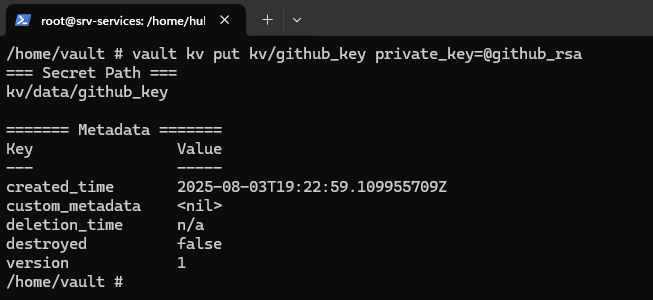 root@srv-services: /home/hul
/home/vault # vault kv put kv/github_key private_key=@github_rsa
=== Secret Path ===
kv/data/github_key
======= Metadata =======
Key                Value
---                -----
created_time       2025-08-03T19:22:59.109955709Z
custom_metadata    <nil>
deletion_time      n/a
destroyed          false
version            1
/home/vault #